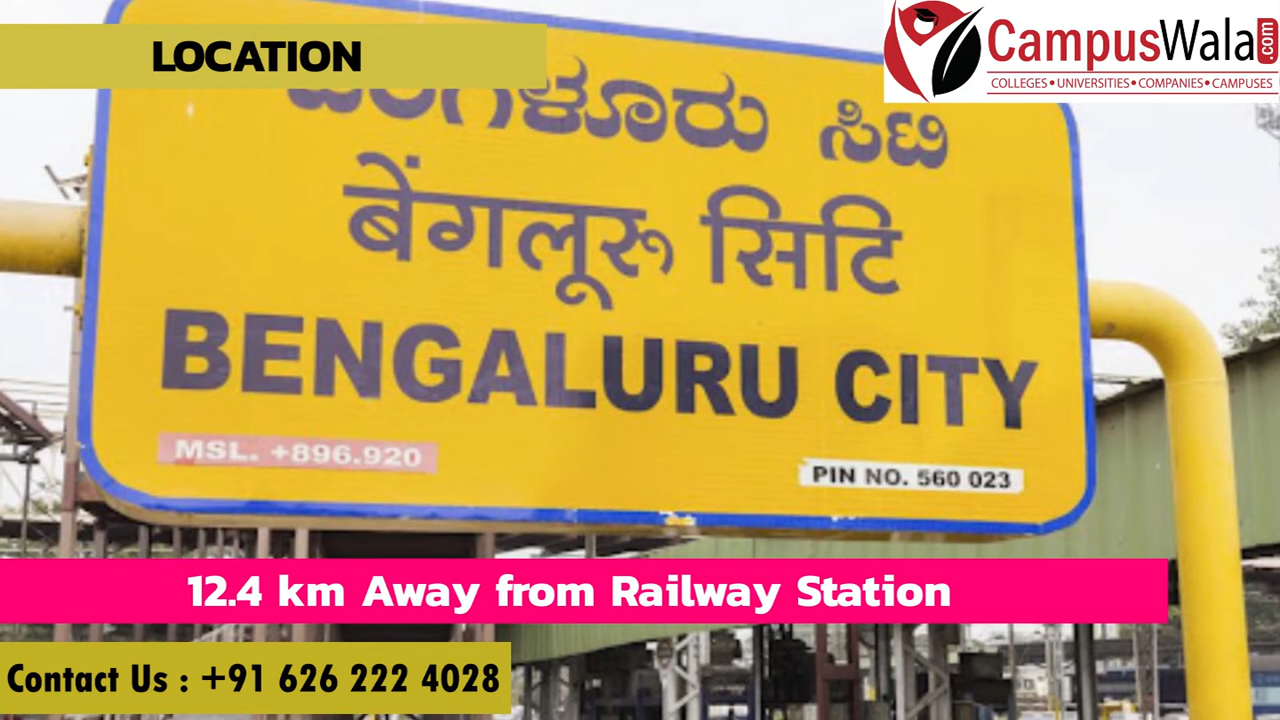 LOCATION
CampusWala.com
COLLEGES • UNIVERSITIES • COMPANIES • CAMPUSES
ಬೆಂಗಳೂರು ಸಿಟಿ
बेंगलूरू सिटि
BENGALURU CITY
MSL. +896.920
PIN NO. 560 023
12.4 km Away from Railway Station
Contact Us : +91 626 222 4028